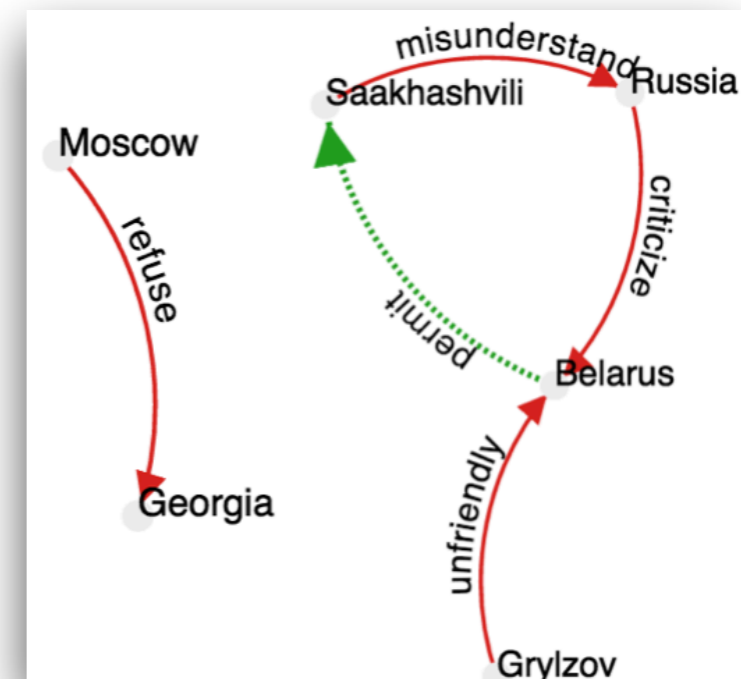 misunderstand
Russia
Saakhashvili
Moscow
criticize
refuse
permit
Belarus
unfriendly
Georgia
Grylzov